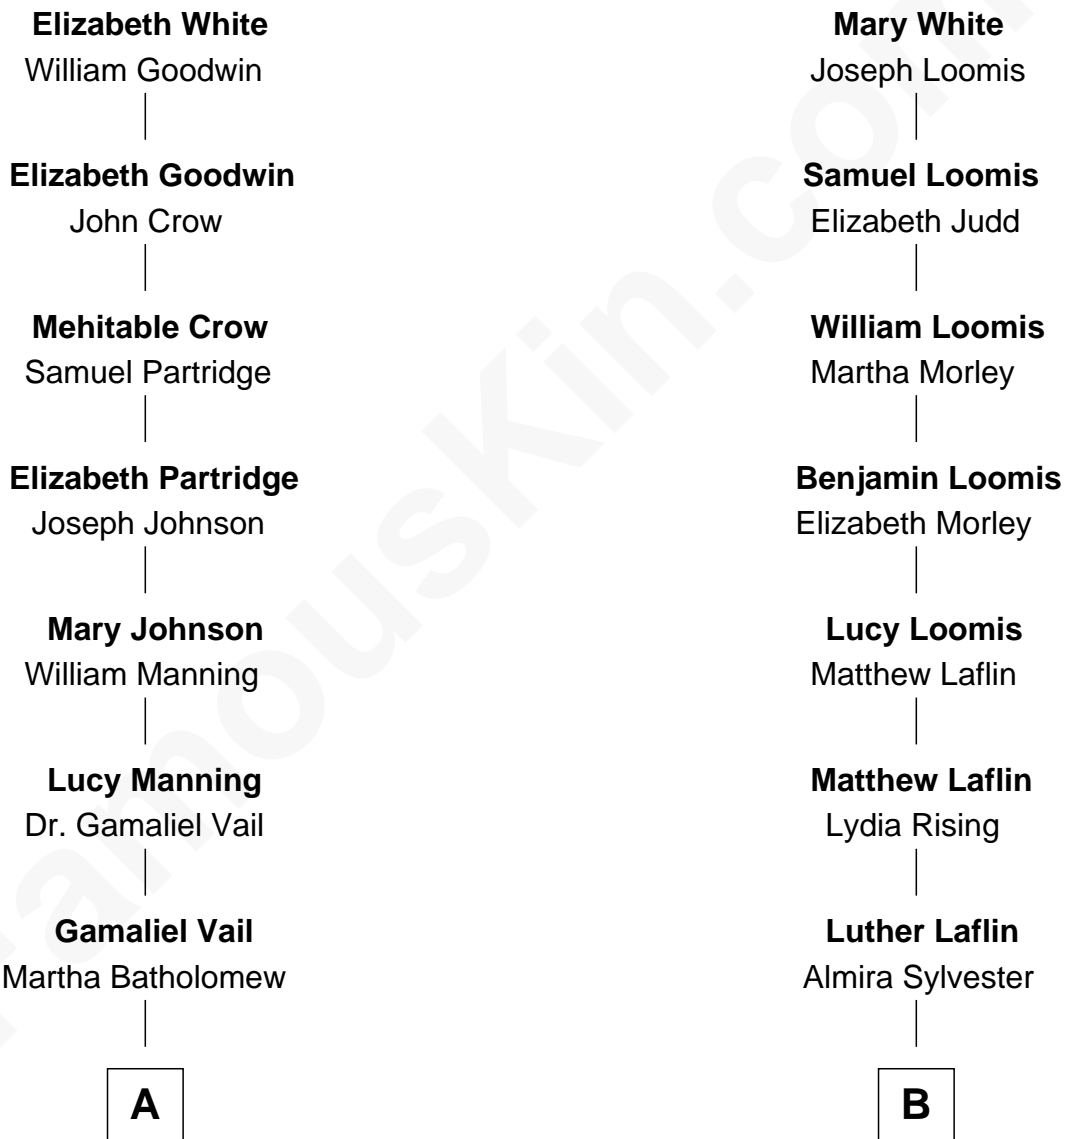 Elizabeth White
William Goodwin
Elizabeth Goodwin
John Crow
Mehitable Crow
Samuel Partridge
Elizabeth Partridge
Joseph Johnson
Mary Johnson
William Manning
Lucy Manning
Dr. Gamaliel Vail
Gamaliel Vail
Martha Batholomew
A
Mary White
Joseph Loomis
Samuel Loomis
Elizabeth Judd
William Loomis
Martha Morley
Benjamin Loomis
Elizabeth Morley
Lucy Loomis
Matthew Laflin
Matthew Laflin
Lydia Rising
Luther Laflin
Almira Sylvester
B
FamousKin.com